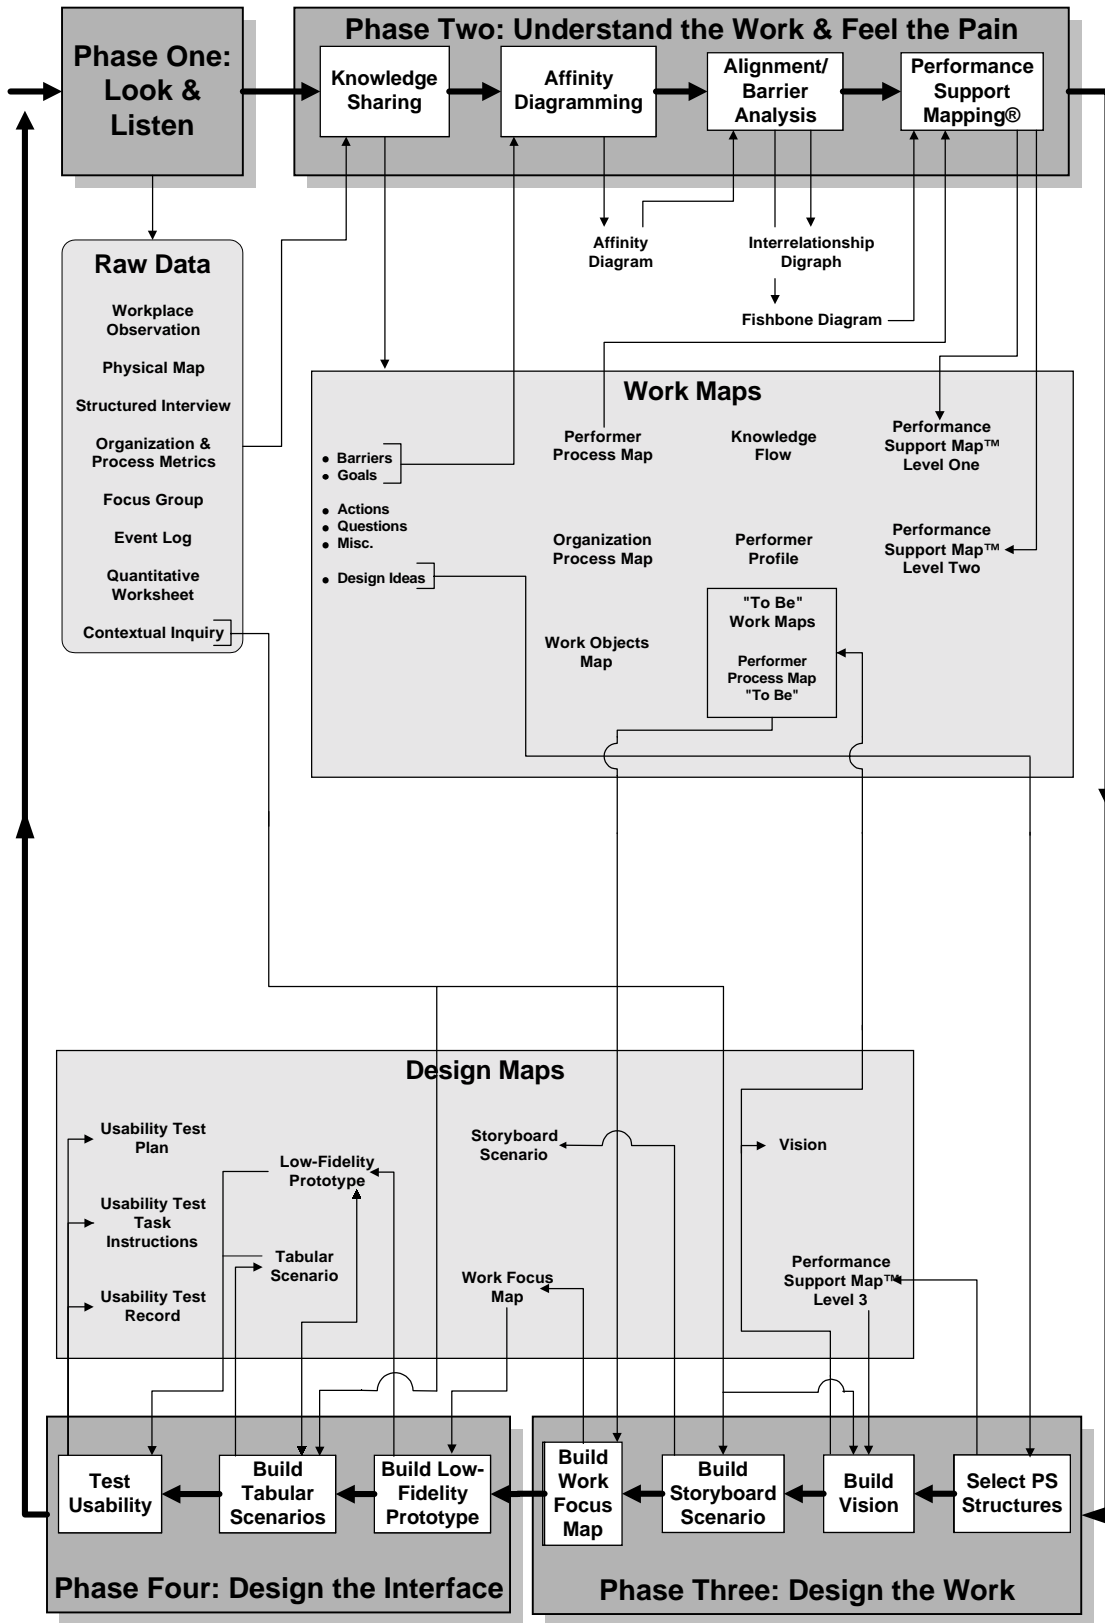 Phase One:
Look &
Listen
Phase Two: Understand the Work & Feel the Pain
Knowledge
Sharing
Affinity
Diagramming
Alignment/
Barrier
Analysis
Performance
Support
Mapping®
Affinity
Diagram
Interrelationship
Digraph
Fishbone Diagram
Raw Data
Workplace
Observation
Physical Map
Structured Interview
Organization &
Process Metrics
Focus Group
Event Log
Quantitative
Worksheet
Contextual Inquiry
Work Maps
• Barriers
• Goals
• Actions
• Questions
• Misc.
• Design Ideas
Performer
Process Map
Knowledge
Flow
Performance
Support Map™
Level One
Organization
Process Map
Performer
Profile
Performance
Support Map™
Level Two
Work Objects
Map
"To Be"
Work Maps
Performer
Process Map
"To Be"
Design Maps
Usability Test
Plan
Low-Fidelity
Prototype
Storyboard
Scenario
Vision
Usability Test
Task
Instructions
Tabular
Scenario
Work Focus
Map
Performance
Support Map™
Level 3
Usability Test
Record
Test
Usability
Build
Tabular
Scenarios
Build Low-
Fidelity
Prototype
Build
Work
Focus
Map
Build
Storyboard
Scenario
Build
Vision
Select PS
Structures
Phase Four: Design the Interface
Phase Three: Design the Work